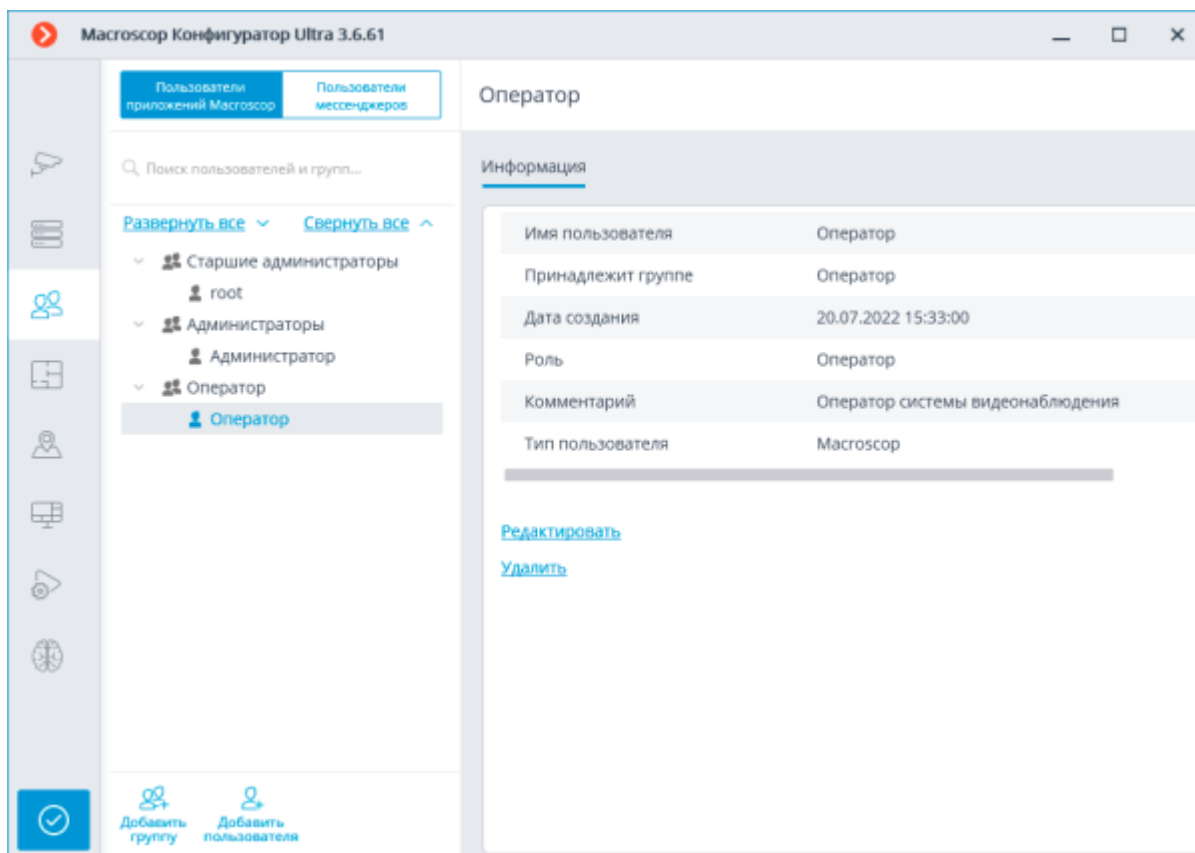 Macroscop Конфигуратор Ultra 3.6.61
Пользователи
приложений Macroscop
Пользователи
мессенджеров
Поиск пользователей и групп...
Развернуть все
Свернуть все
Старшие администраторы
root
Администраторы
Администратор
Оператор
Оператор
Добавить
группу
Добавить
пользователя
Оператор
Информация
Имя пользователя Оператор
Принадлежит группе Оператор
Дата создания 20.07.2022 15:33:00
Роль Оператор
Комментарий Оператор системы видеонаблюдения
Тип пользователя Macroscop
Редактировать
Удалить